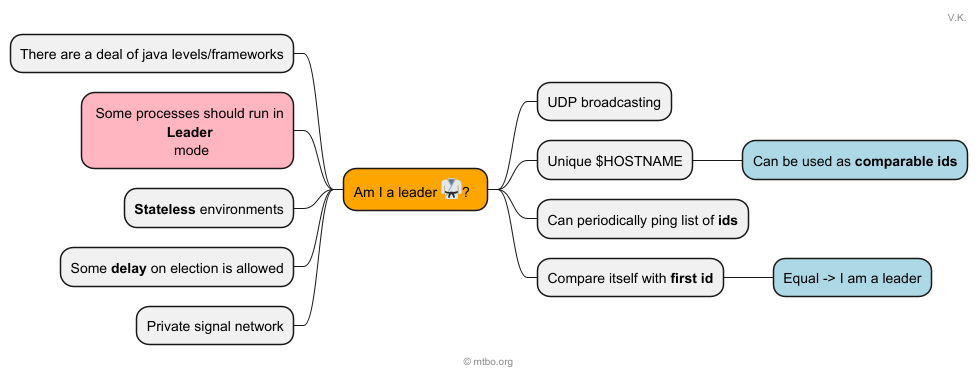 V.K.
There are a deal of java levels/frameworks
Some processes should run in
Leader
mode
Stateless environments
Some delay on election is allowed
Private signal network
Am I a leader 🥋?
UDP broadcasting
Unique $HOSTNAME
Can be used as comparable ids
Can periodically ping list of ids
Compare itself with first id
Equal -> I am a leader
© mtbo.org